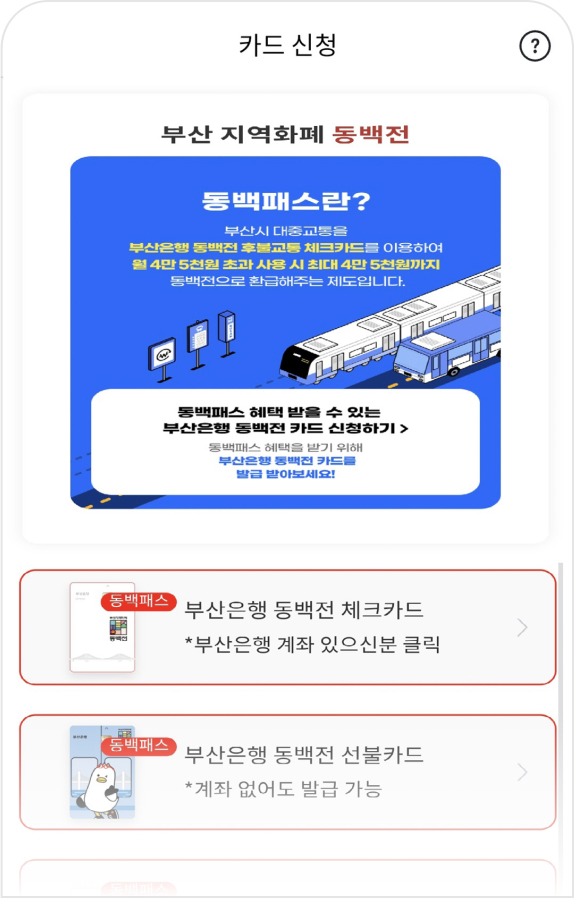 카드 신청
?
부산 지역화폐 동백전
동백패스란?
부산시 대중교통을
부산은행 동백전 후불교통 체크카드를 이용하여
월 4만 5천원 초과 사용 시 최대 4만 5천원까지
동백전으로 환급해주는 제도입니다.
동백패스 혜택 받을 수 있는
부산은행 동백전 카드 신청하기 >
동백패스 혜택을 받기 위해
부산은행 동백전 카드를
발급 받아보세요!
동백패스
동백전
부산은행 동백전 체크카드
*부산은행 계좌 있으신분 클릭
동백패스
부산은행 동백전 선불카드
*계좌 없어도 발급 가능
동백패스